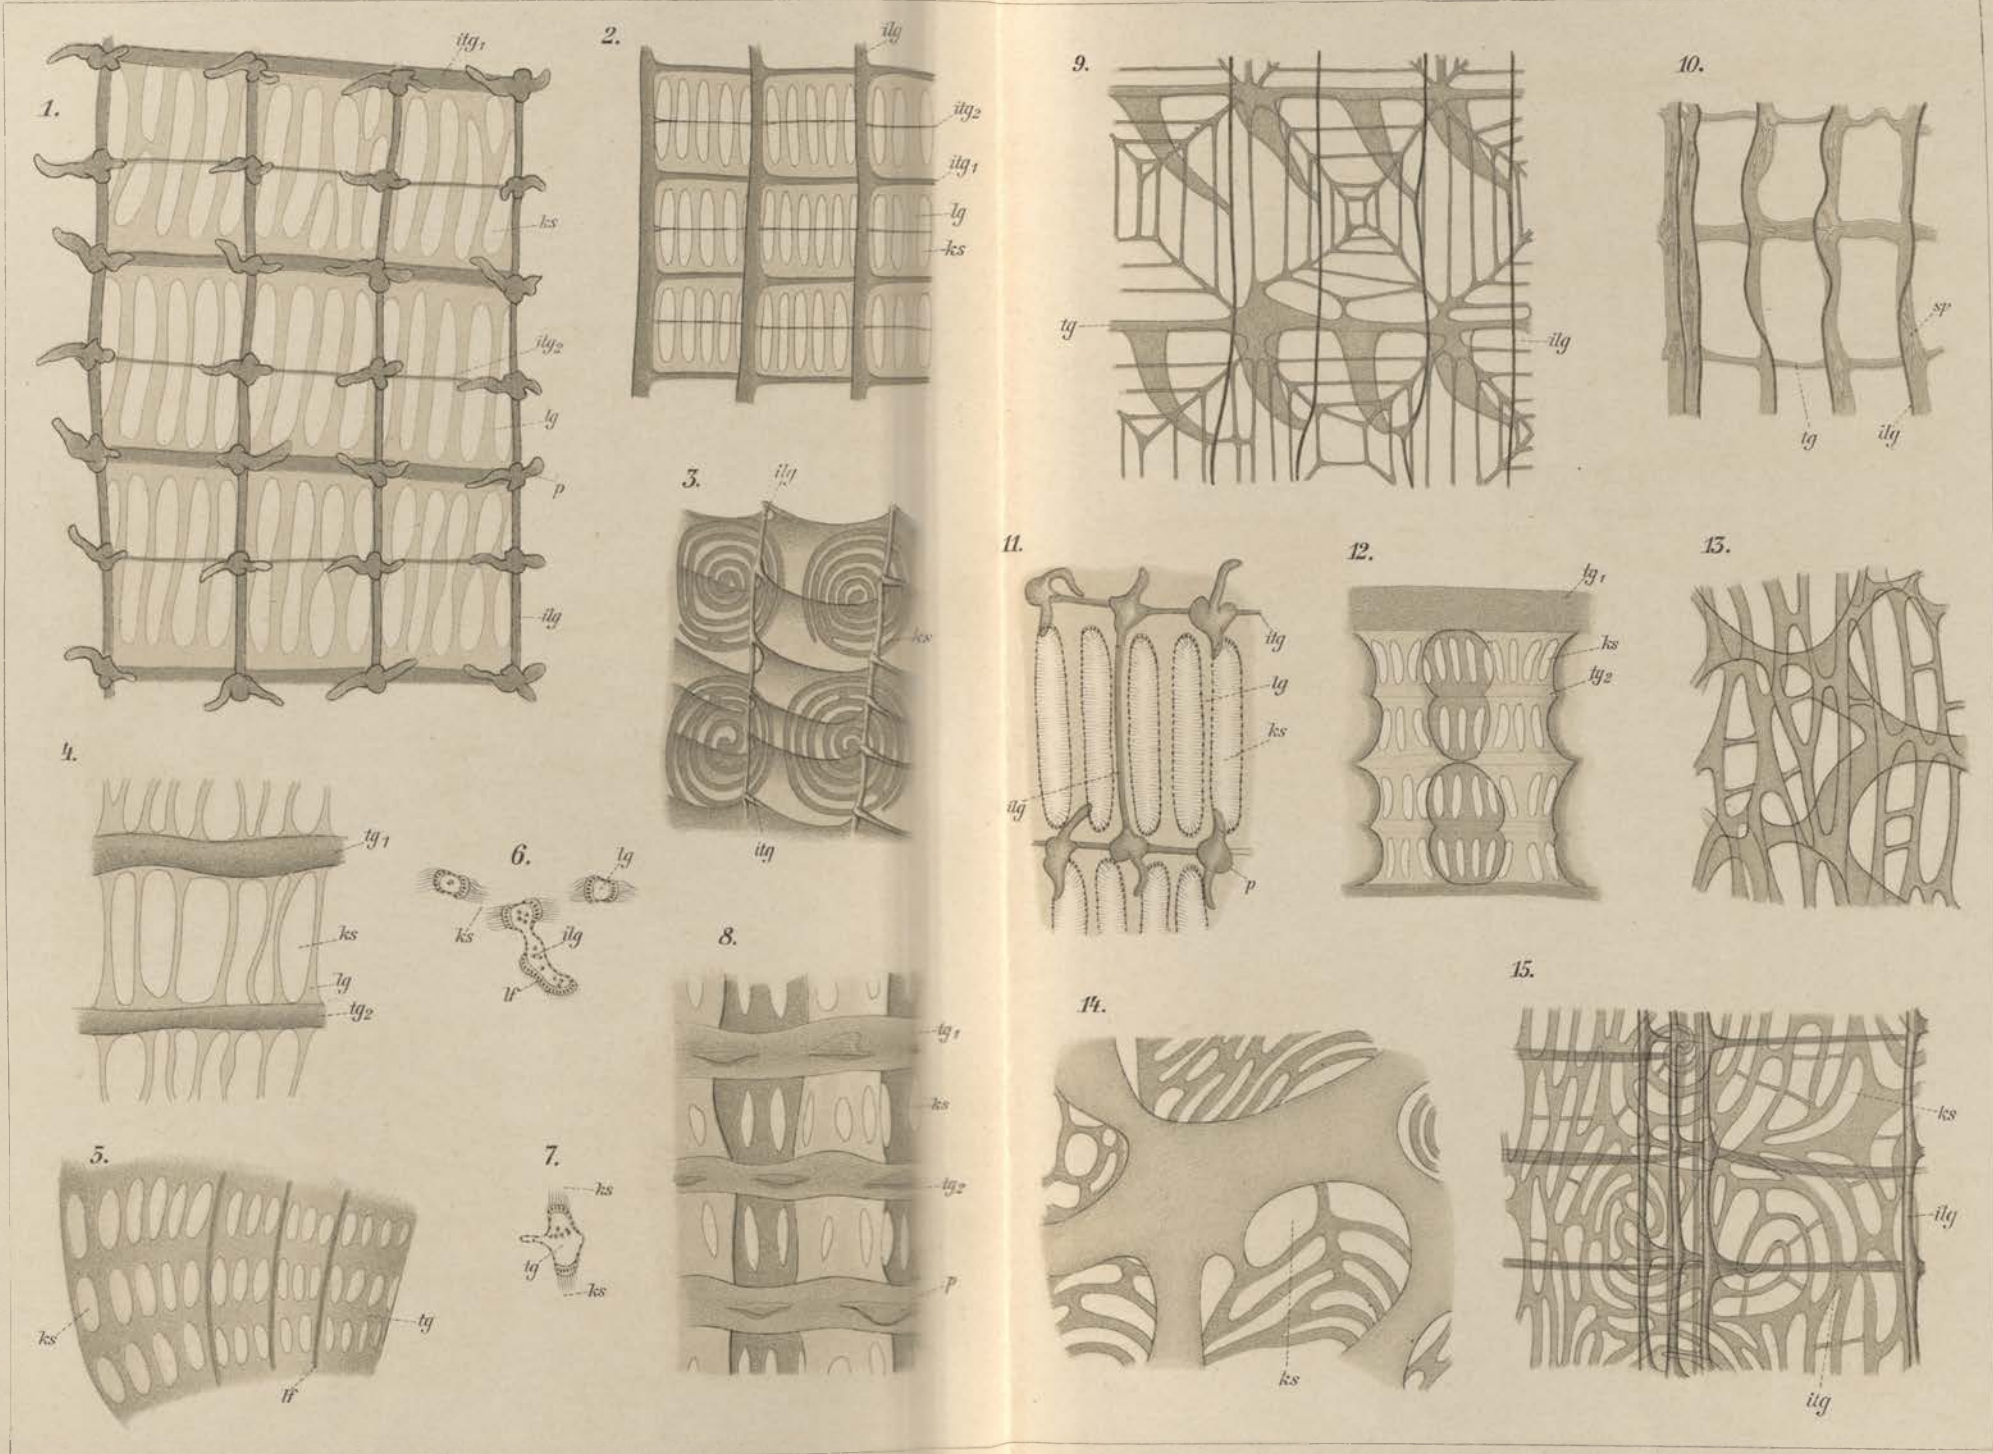 1.
itg1
ks
itg2
lg
p
ilg
2.
ilg
itg2
itg1
lg
ks
3.
ilg
ks
itg
4.
tg1
ks
lg
tg2
5.
ks
tg
lf
6.
lg
ks
ilg
lf
7.
ks
tg
ks
8.
tg1
ks
tg2
p
9.
tg
ilg
10.
sp
tg
ilg
11.
itg
lg
ks
ilg
p
12.
tg1
ks
tg2
13.
14.
ks
15.
ks
ilg
itg